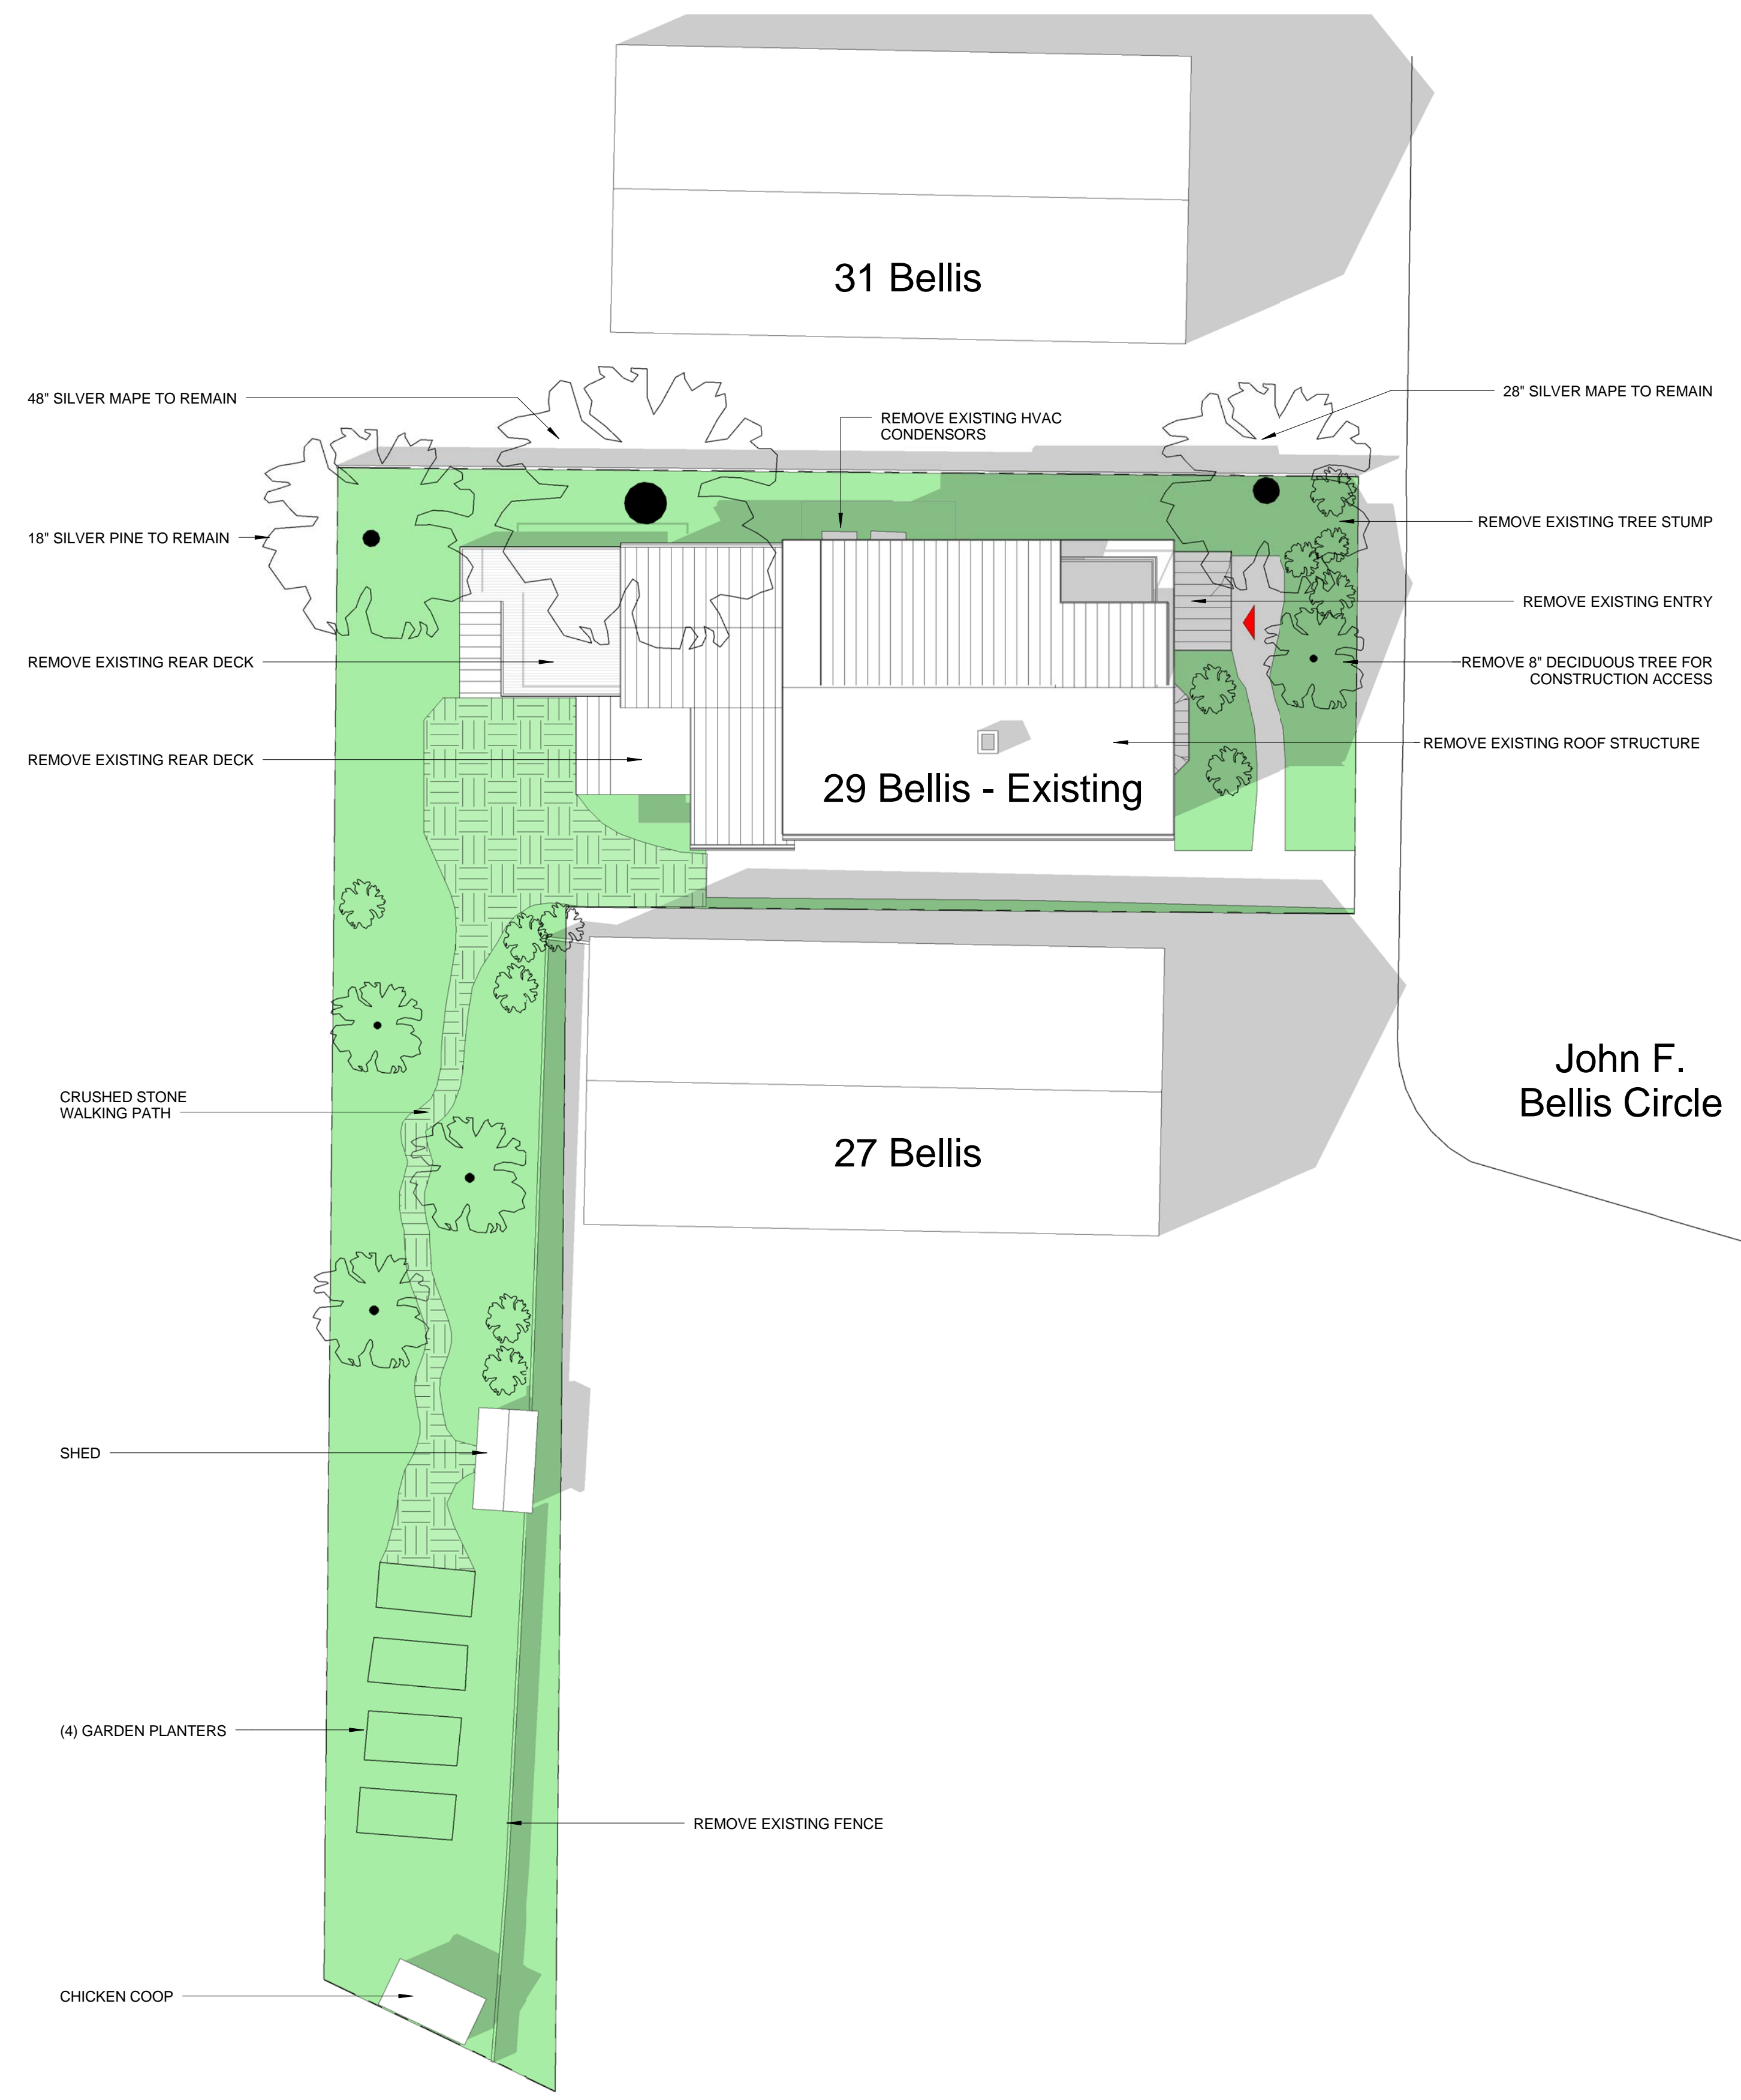 31 Bellis
48" SILVER MAPE TO REMAIN
28" SILVER MAPE TO REMAIN
REMOVE EXISTING HVAC
CONDENSORS
18" SILVER PINE TO REMAIN
REMOVE EXISTING TREE STUMP
REMOVE EXISTING ENTRY
REMOVE EXISTING REAR DECK
REMOVE 8" DECIDUOUS TREE FOR
CONSTRUCTION ACCESS
REMOVE EXISTING ROOF STRUCTURE
REMOVE EXISTING REAR DECK
29 Bellis - Existing
John F.
Bellis Circle
CRUSHED STONE
WALKING PATH
27 Bellis
SHED
(4) GARDEN PLANTERS
REMOVE EXISTING FENCE
CHICKEN COOP